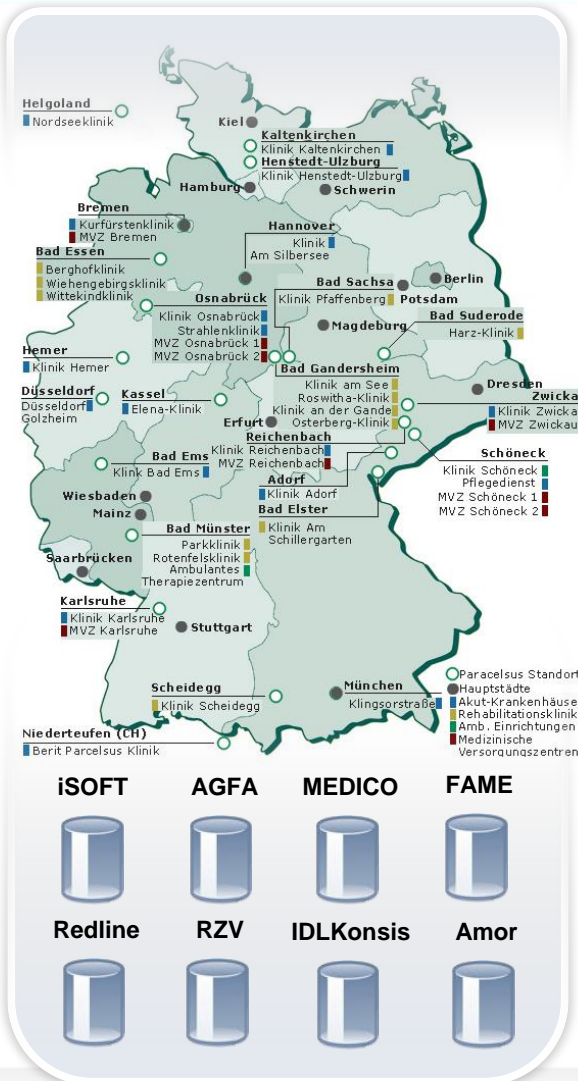 Helgoland
Nordseeklinik
Kiel
Kaltenkirchen
Klinik Kaltenkirchen
Henstedt-Ulzburg
Klinik Henstedt-Ulzburg
Hamburg
Schwerin
Bremen
Kurfürstenklinik
MVZ Bremen
Hannover
Klinik
Am Silbersee
Bad Essen
Berghofklinik
Wiehengebirgsklinik
Wittekindklinik
Bad Sachsa
Klinik Pfaffenberg
Berlin
Potsdam
Osnabrück
Klinik Osnabrück
Strahlenklinik
MVZ Osnabrück 1
MVZ Osnabrück 2
Magdeburg
Bad Suderode
Harz-Klinik
Hemer
Klinik Hemer
Bad Gandersheim
Klinik am See
Roswitha-Klinik
Klinik an der Gande
Osterberg-Klinik
Düsseldorf
Düsseldorf
Golzheim
Kassel
Elena-Klinik
Dresden
Zwicka
Klinik Zwicka
MVZ Zwickau
Erfurt
Reichenbach
Klinik Reichenbach
MVZ Reichenbach
Schöneck
Klinik Schöneck
Pflegedienst
MVZ Schöneck 1
MVZ Schöneck 2
Bad Ems
Klink Bad Ems
Adorf
Klinik Adorf
Wiesbaden
Mainz
Bad Elster
Klinik Am
Schillergarten
Bad Münster
Parkklinik
Rotenfelsklinik
Ambulantes
Therapiezentrum
Saarbrücken
Karlsruhe
Klinik Karlsruhe
MVZ Karlsruhe
Stuttgart
Scheidegg
Klinik Scheidegg
München
Klingsorstraße
Paracelsus Standort
Hauptstädte
Akut-Krankenhäuse
Rehabilitationsklinik
Amb. Einrichtungen
Medizinische
Versorgungszentren
Niederteufen (CH)
Berit Parcelsus Klinik
iSOFT AGFA MEDICO FAME
Redline RZV IDLKonsis Amor